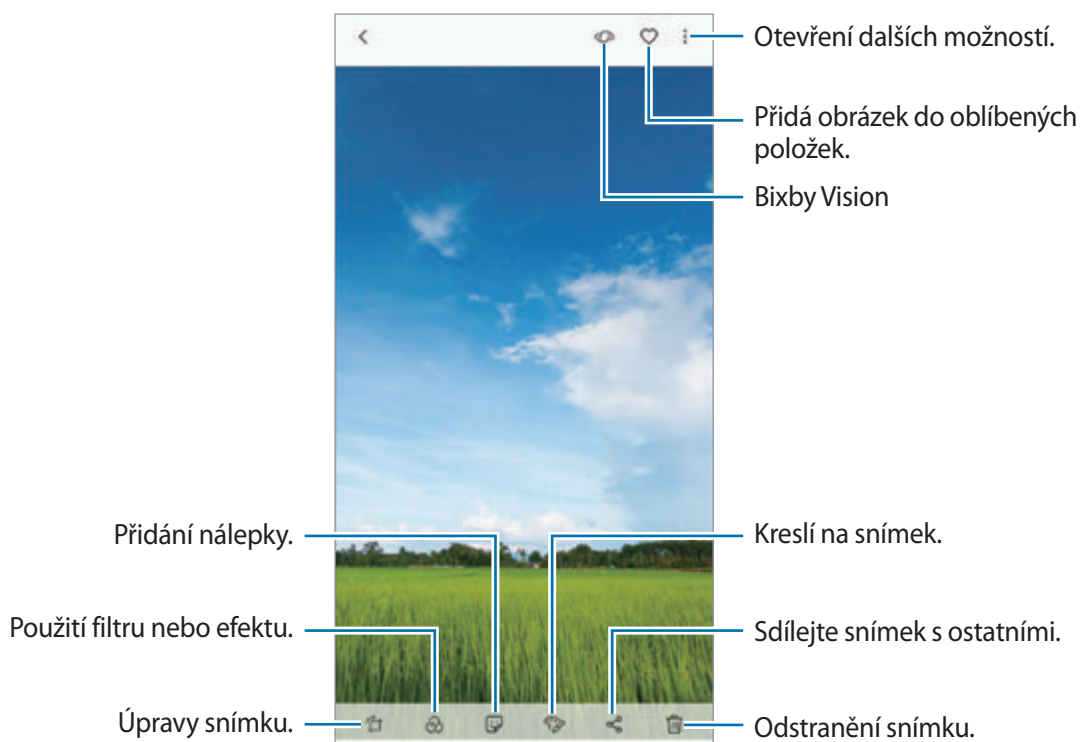 Otevření dalších možností.
Přidá obrázek do oblíbených
položek.
Bixby Vision
Přidání nálepky.
Kreslí na snímek.
Použití filtru nebo efektu.
Sdílejte snímek s ostatními.
Úpravy snímku.
Odstranění snímku.